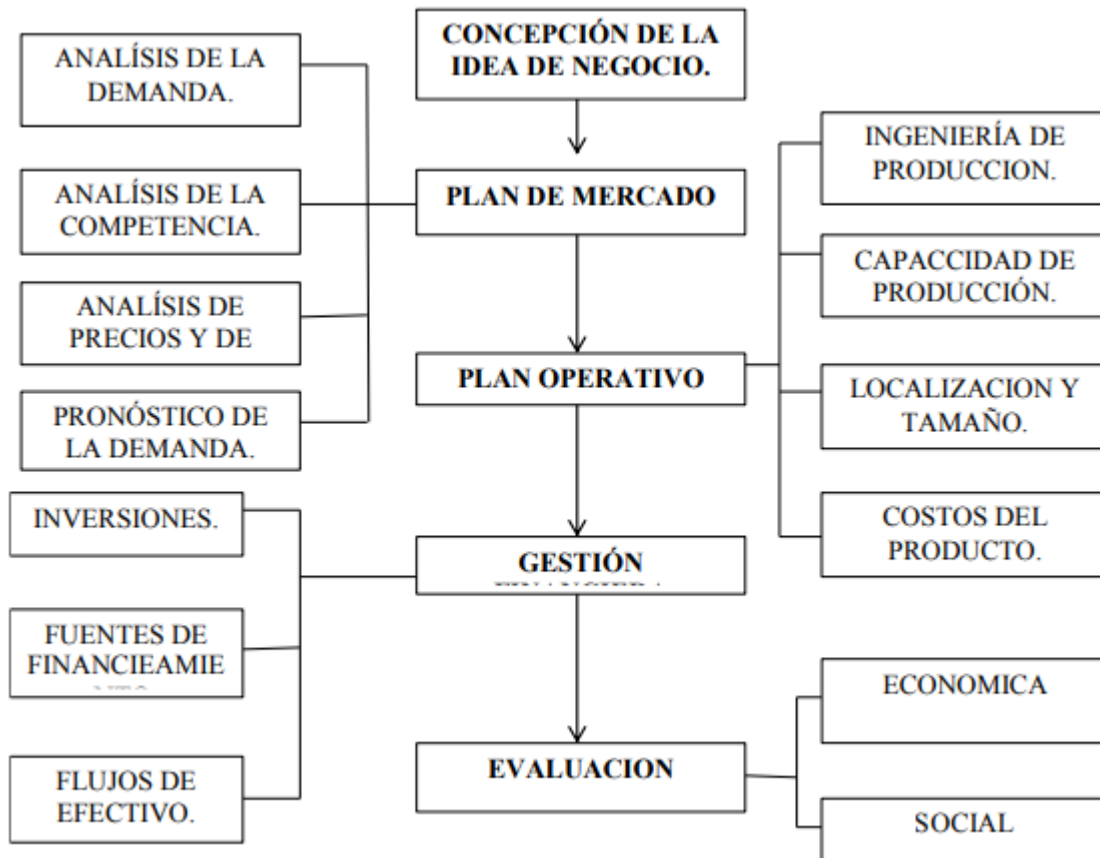 CONCEPCIÓN DE LA
IDEA DE NEGOCIO.
ANALÍSIS DE LA
DEMANDA.
ANALÍSIS DE LA
COMPETENCIA.
ANALÍSIS DE
PRECIOS Y DE
PRONÓSTICO DE
LA DEMANDA.
PLAN DE MERCADO
INGENIERÍA DE
PRODUCCION.
CAPACCIDAD DE
PRODUCCIÓN.
LOCALIZACION Y
TAMAÑO.
COSTOS DEL
PRODUCTO.
PLAN OPERATIVO
INVERSIONES.
FUENTES DE
FINANCIEAMIE
FLUJOS DE
EFECTIVO.
GESTIÓN
EVALUACION
ECONOMICA
SOCIAL